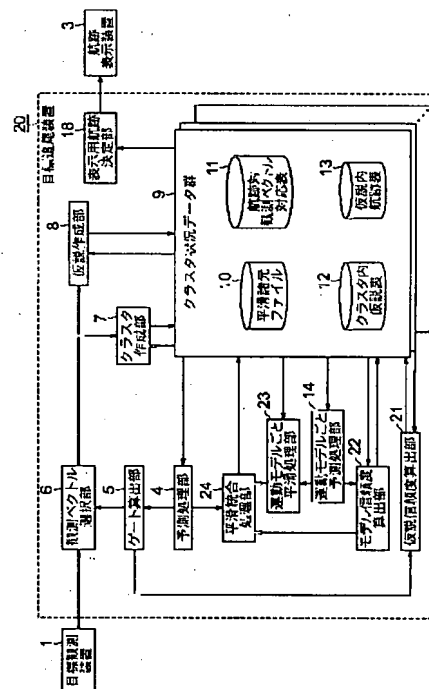 20
目標追尾装置
1
目標観測
装置
6
観測ベクトル
選択部
8
仮説作成部
18
表示用航跡
決定部
3
航跡
表示装置
7
クラスタ
作成部
5
ゲート算出部
4
予測処理部
24
平滑統合
処理部
23
運動モデルごと
平滑処理部
14
運動モデルごと
予測処理部
22
モデル信頼度
算出部
21
仮説信頼度算出部
9
クラスタ状況データ群
10
平滑諸元
ファイル
11
航跡対
観測ベクトル
対応表
12
クラスタ内
仮説表
13
仮説内
航跡表